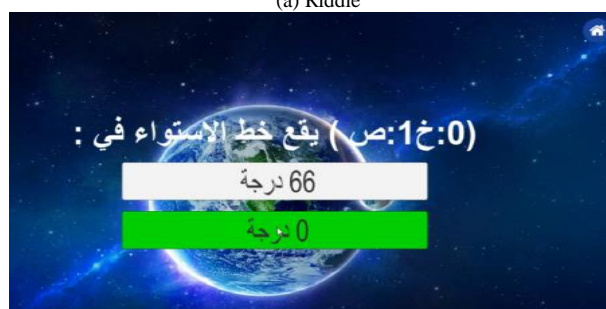 (a) Riddle
(0:خ1:ص ) يقع خط الاستواء في :
66 درجة
0 درجة